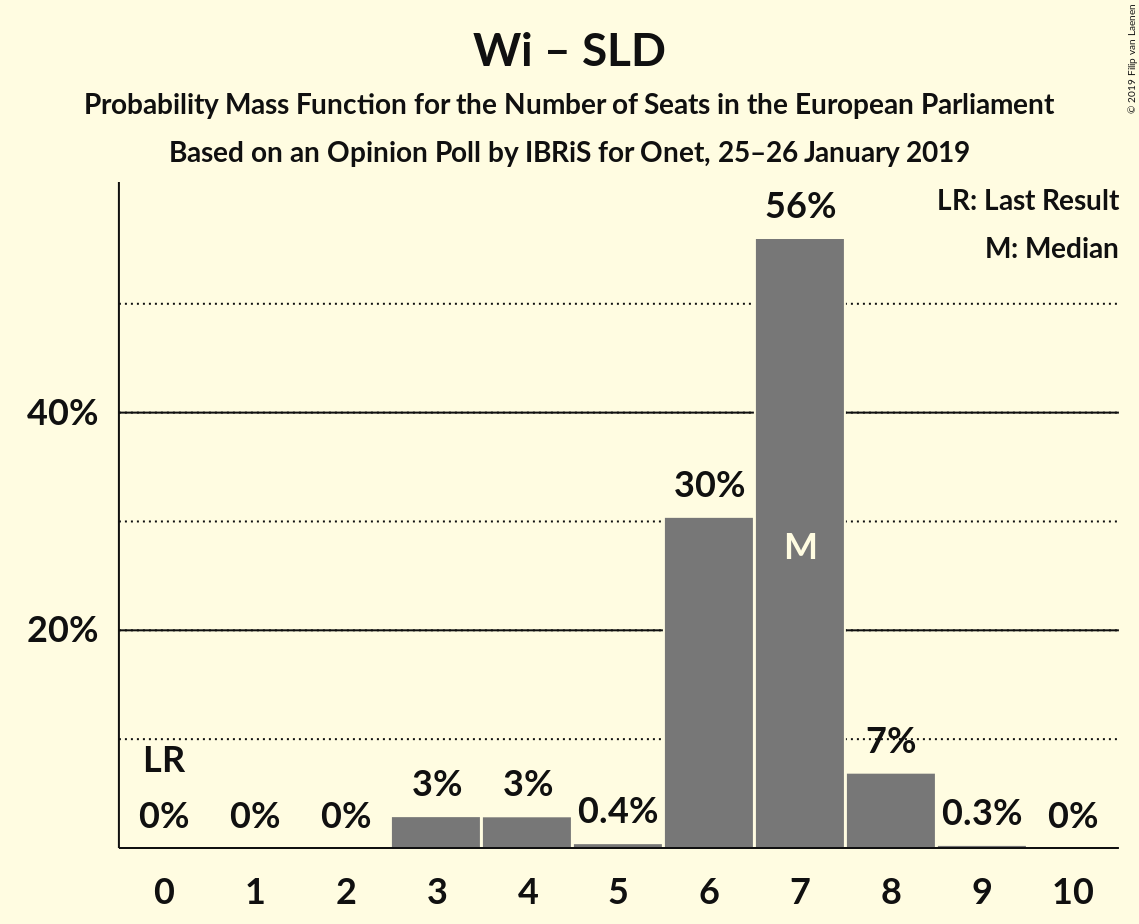 Wi – SLD
Probability Mass Function for the Number of Seats in the European Parliament
Based on an Opinion Poll by IBRiS for Onet, 25–26 January 2019
© 2019 Filip van Laenen
LR: Last Result
M: Median
40%
20%
LR
0%
0%
0%
3%
3%
0.4%
30%
56%
M
7%
0.3%
0%
0 1 2 3 4 5 6 7 8 9 10